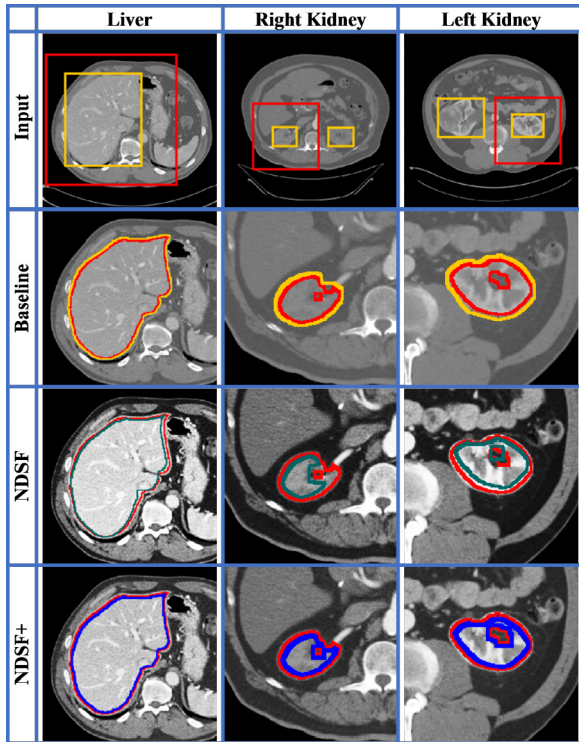 Liver Right Kidney Left Kidney
Input
Baseline
NDSF
NDSF+